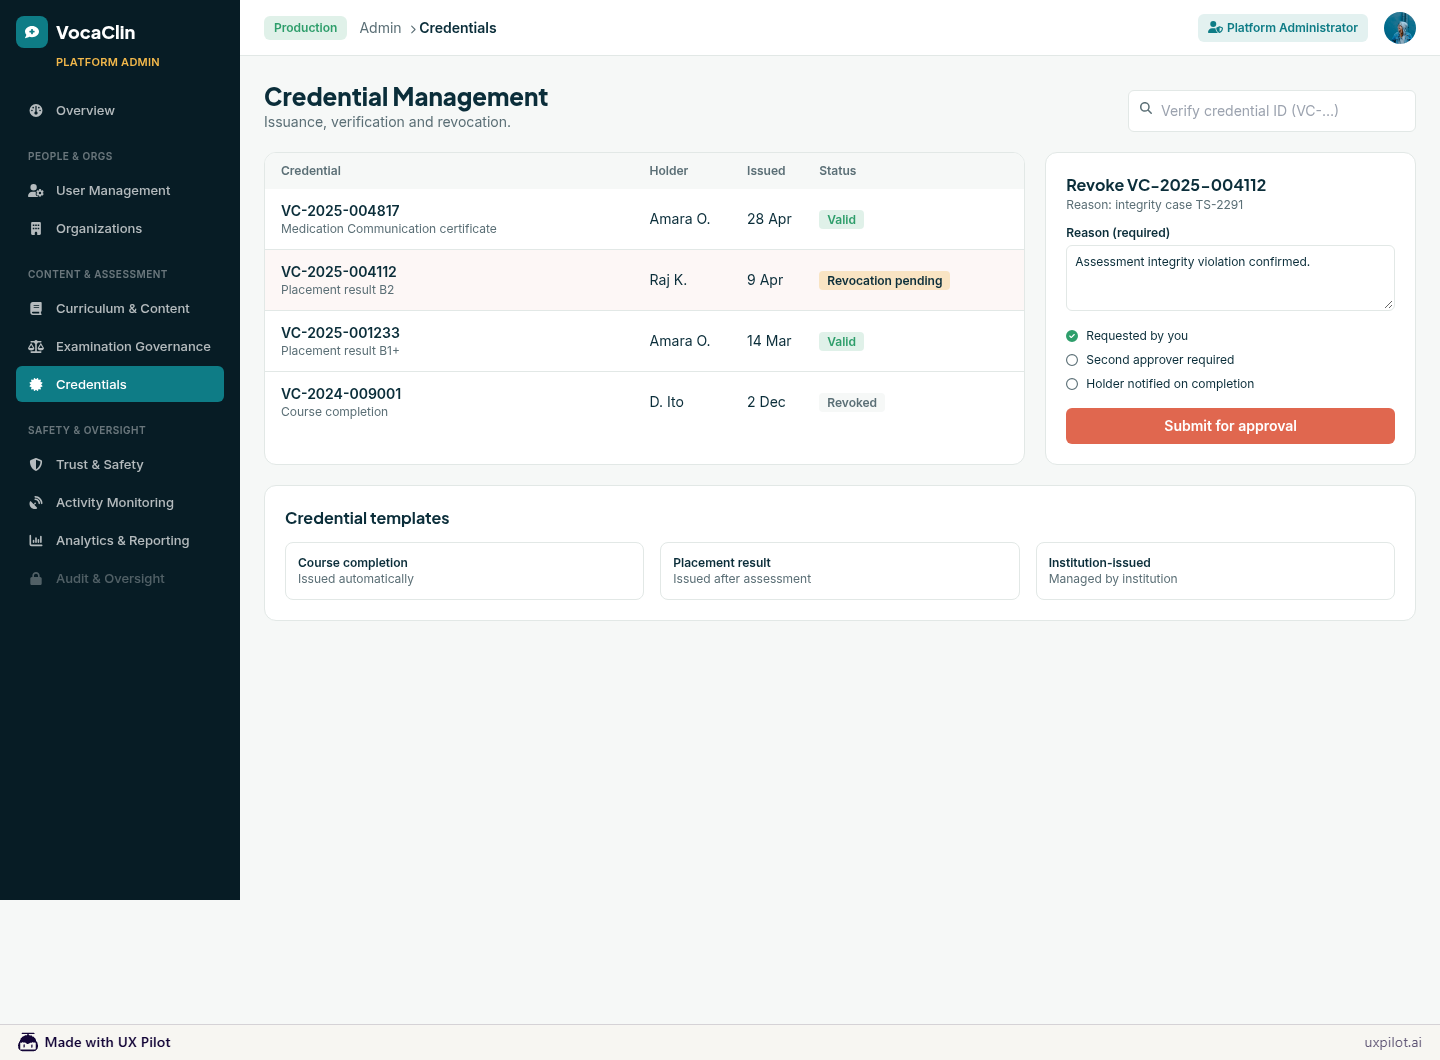 VocaClin
PLATFORM ADMIN
Overview
PEOPLE & ORGS
User Management
Organizations
CONTENT & ASSESSMENT
Curriculum & Content
Examination Governance
Credentials
SAFETY & OVERSIGHT
Trust & Safety
Activity Monitoring
Analytics & Reporting
Audit & Oversight
Production Admin > Credentials
Platform Administrator
Credential Management
Issuance, verification and revocation.
Verify credential ID (VC-...)
Credential Holder Issued Status
VC-2025-004817
Medication Communication certificate
Amara O. 28 Apr Valid
VC-2025-004112
Placement result B2
Raj K. 9 Apr Revocation pending
VC-2025-001233
Placement result B1+
Amara O. 14 Mar Valid
VC-2024-009001
Course completion
D. Ito 2 Dec Revoked
Revoke VC-2025-004112
Reason: integrity case TS-2291
Reason (required)
Assessment integrity violation confirmed.
Requested by you
Second approver required
Holder notified on completion
Submit for approval
Credential templates
Course completion
Issued automatically
Placement result
Issued after assessment
Institution-issued
Managed by institution
Made with UX Pilot
uxpilot.ai